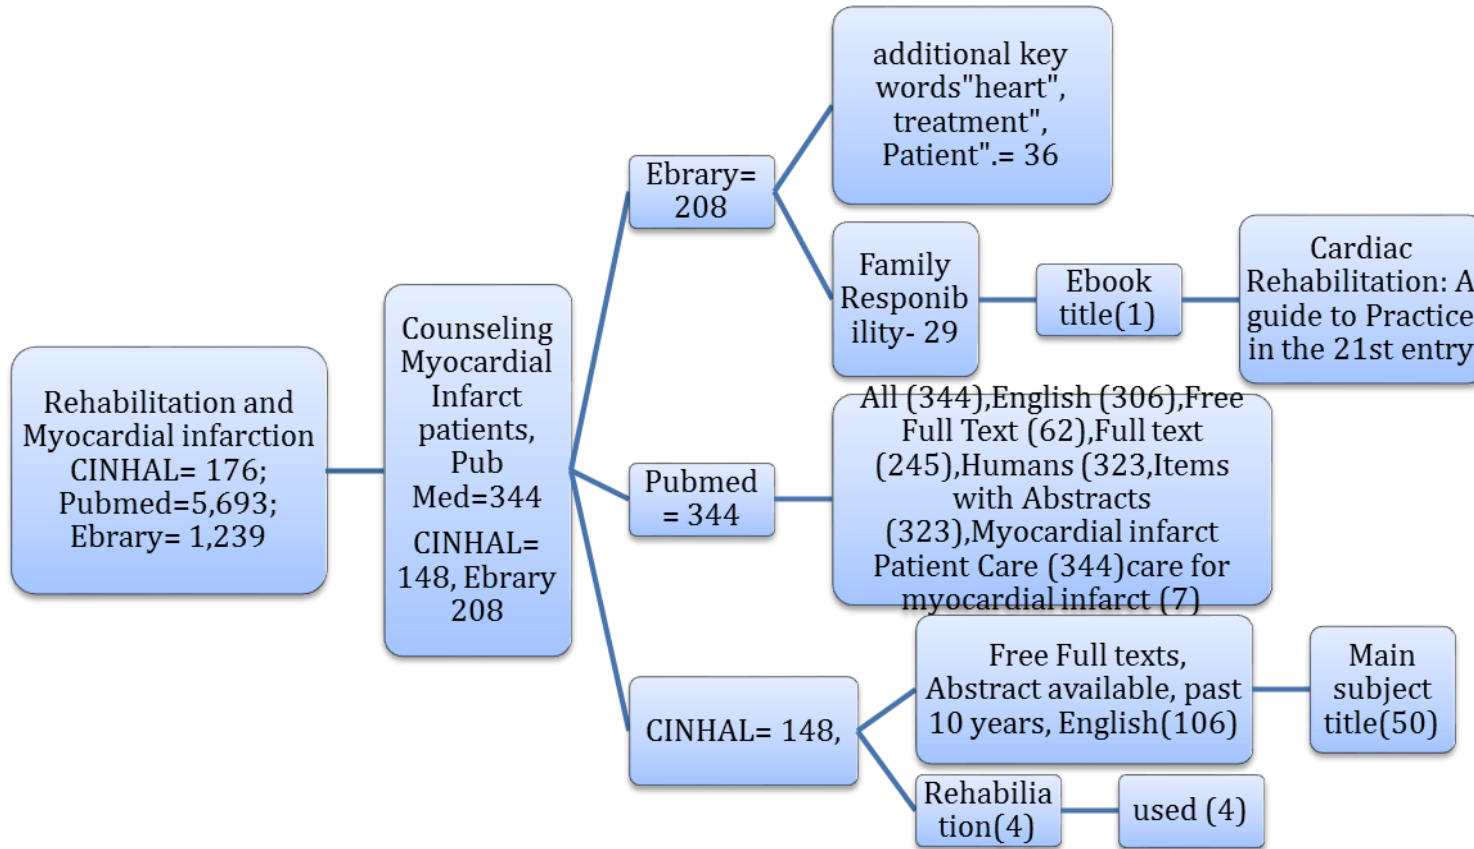 Rehabilitation and
Myocardial infarction
CINHAL= 176;
Pubmed=5,693;
Ebrary= 1,239
Counseling
Myocardial
Infarct
patients,
Pub
Med=344
CINHAL=
148, Ebrary
208
Ebrary=
208
additional key
words"heart",
treatment",
Patient".= 36
Family
Responib
ility- 29
Ebook
title(1)
Cardiac
Rehabilitation: A
guide to Practice
in the 21st entry
Pubmed
= 344
All (344),English (306),Free
Full Text (62),Full text
(245),Humans (323,Items
with Abstracts
(323),Myocardial infarct
Patient Care (344)care for
myocardial infarct (7)
CINHAL= 148,
Free Full texts,
Abstract available, past
10 years, English(106)
Main
subject
title(50)
Rehabilia
tion(4)
used (4)